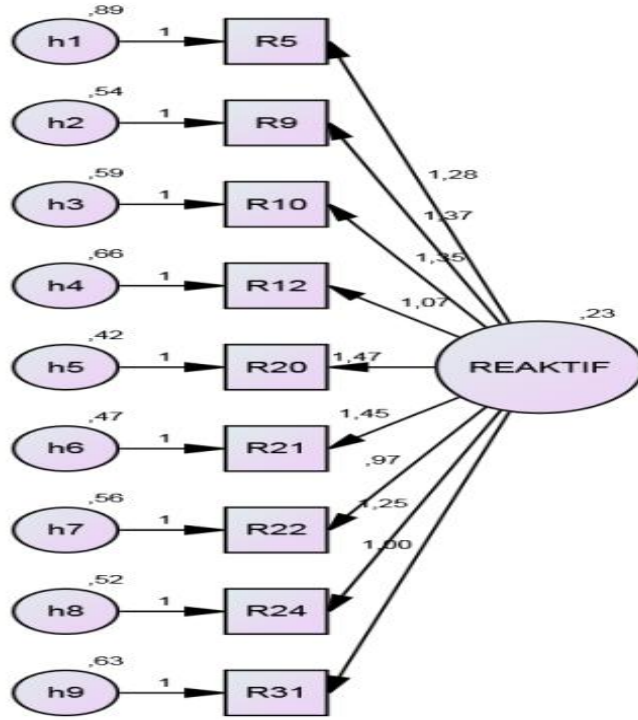 ,89
h1 1 R5
,54
h2 1 R9
,59
h3 1 R10
1,28
1,37
1,35
,66
h4 1 R12
1,07
,23
,42
h5 1 R20 1,47 REAKTIF
,47
h6 1 R21
1,45
,97
,56
h7 1 R22
1,25
1,00
,52
h8 1 R24
,63
h9 1 R31